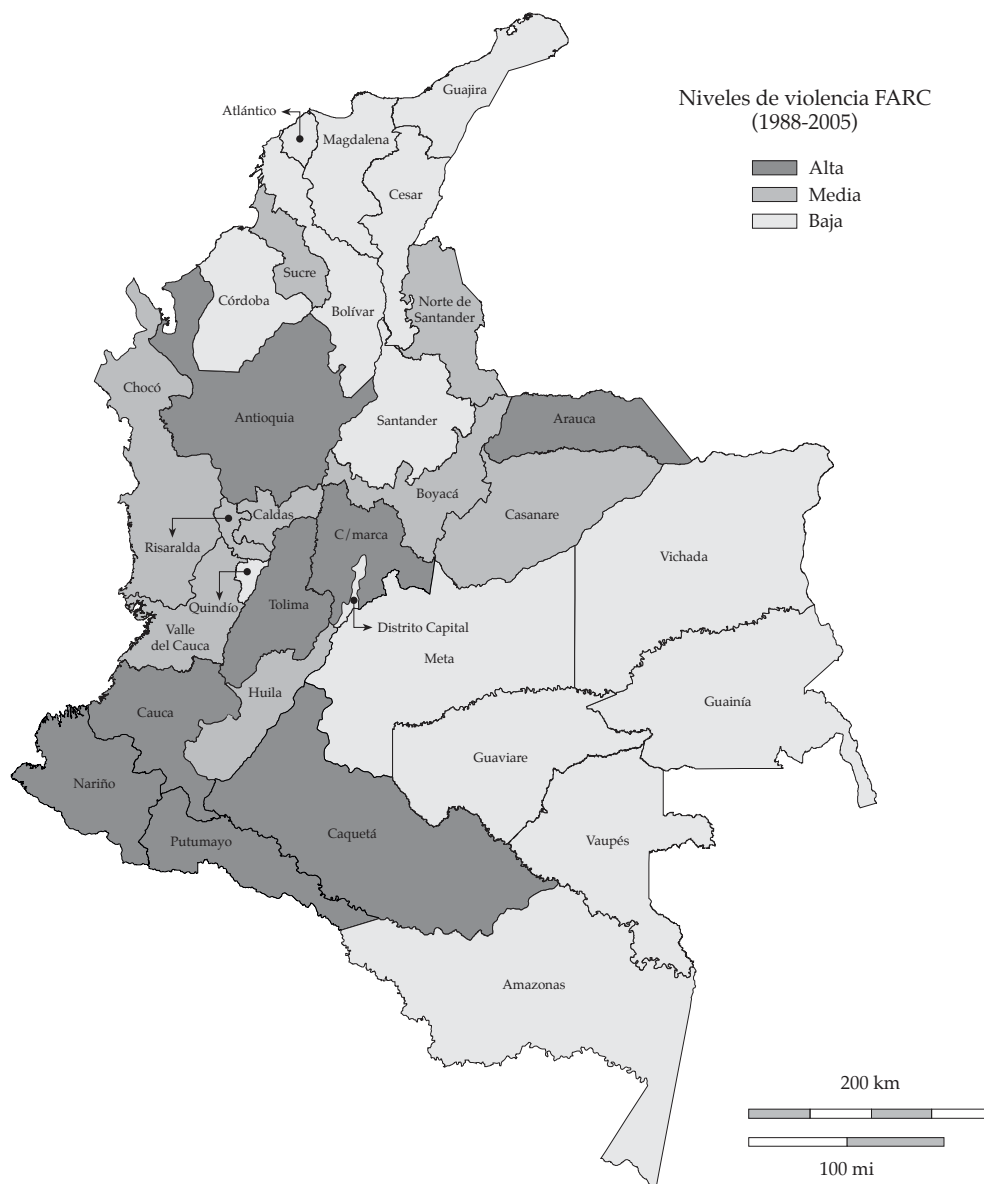 Niveles de violencia FARC
(1988-2005)
Alta
Media
Baja
Guajira
Atlántico
Magdalena
Cesar
Sucre
Córdoba
Bolívar
Norte de
Santander
Chocó
Antioquia
Santander
Arauca
Boyacá
Caldas
Casanare
C/marca
Risaralda
Vichada
Quindío
Tolima
Distrito Capital
Valle
del Cauca
Meta
Huila
Guainía
Cauca
Guaviare
Nariño
Caquetá
Putumayo
Vaupés
Amazonas
200 km
100 mi